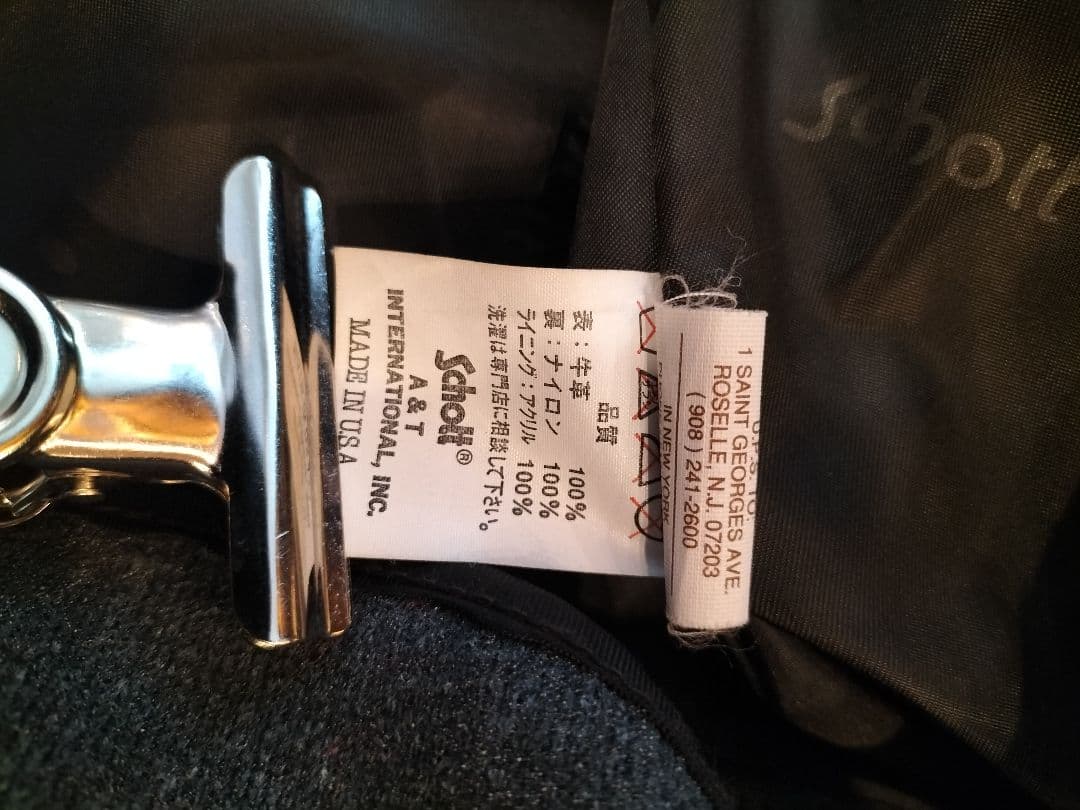 品質
表：牛革 100%
裏：ナイロン 100%
ライニング：アクリル 100%
洗濯は専門店に相談して下さい。
Schott®
A & T
INTERNATIONAL, INC.
MADE IN U.S.A
IN NEW YORK
1 SAINT GEORGES AVE.
ROSELLE, N.J. 07203
(908) 241-2600
Schott